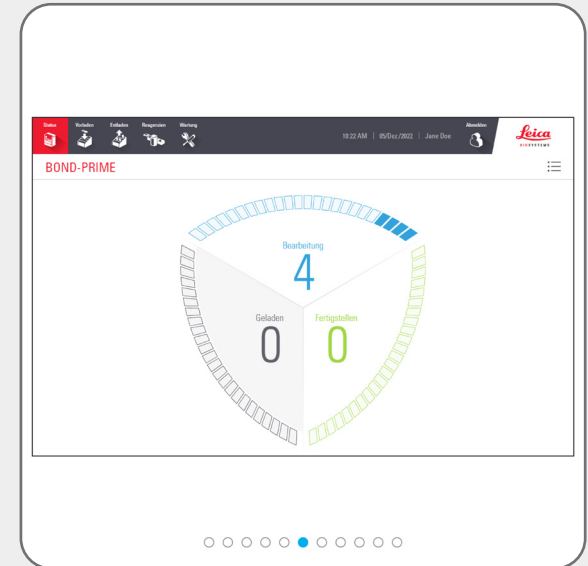 Status Vorladen Entladen Reagenzien Wartung Abmelden
10:22 AM | 05/Dez/2022 | Jane Doe
Leica
BIOSYSTEMS
BOND-PRIME
Bearbeitung
4
Geladen Fertigstellen
0 0